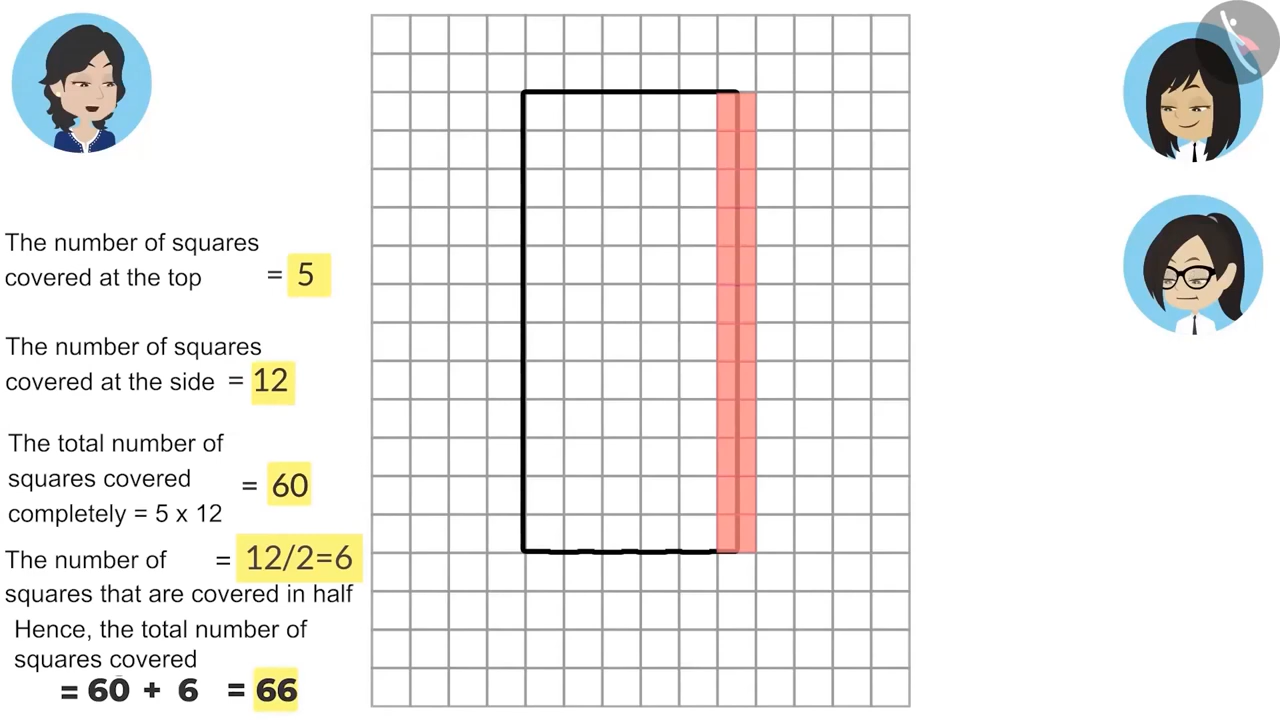 The number of squares
covered at the top = 5
The number of squares
covered at the side = 12
The total number of
squares covered = 60
completely = 5 x 12
The number of = 12/2=6
squares that are covered in half
Hence, the total number of
squares covered
= 60 + 6 = 66